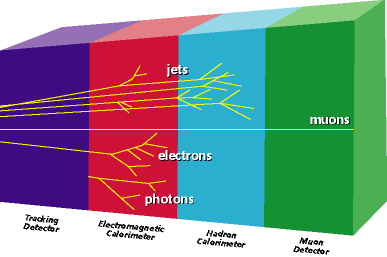 jets
muons
electrons
photons
Tracking
Detector
Electromagnetic
Calorimeter
Hadron
Calorimeter
Muon
Detector